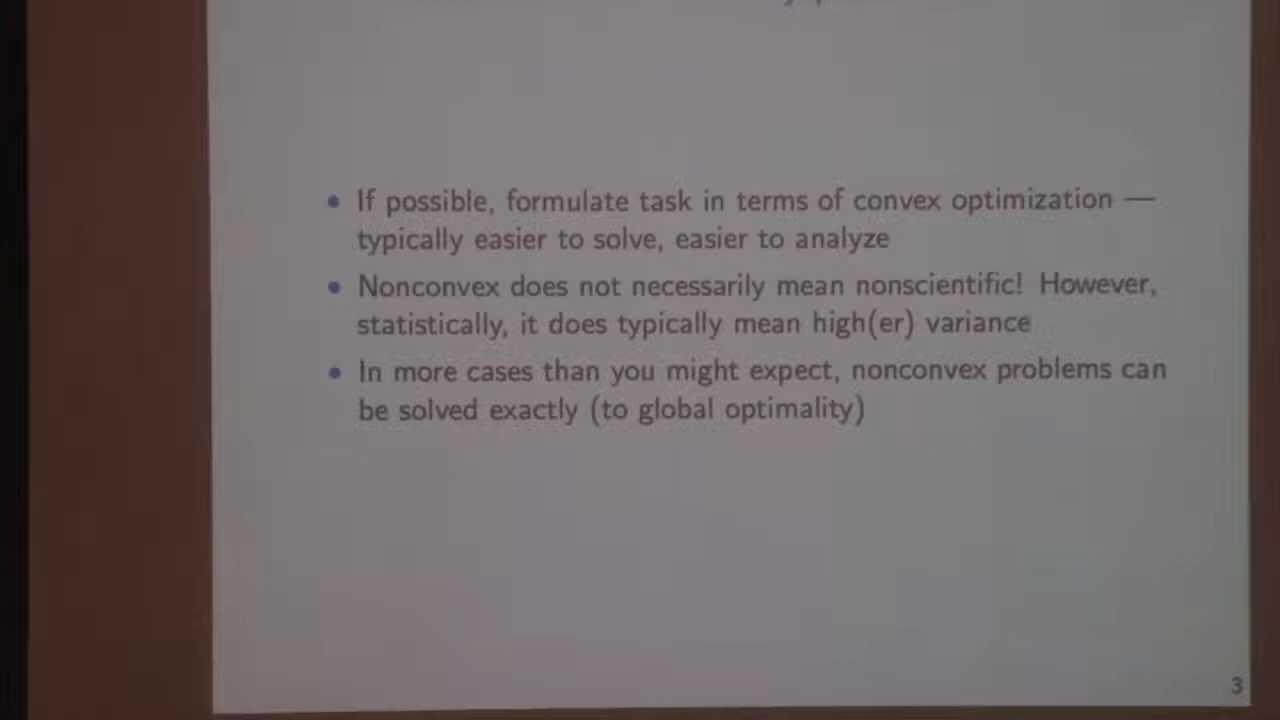 • If possible, formulate task in terms of convex optimization —
typically easier to solve, easier to analyze
• Nonconvex does not necessarily mean nonscientific! However,
statistically, it does typically mean high(er) variance
• In more cases than you might expect, nonconvex problems can
be solved exactly (to global optimality)
3